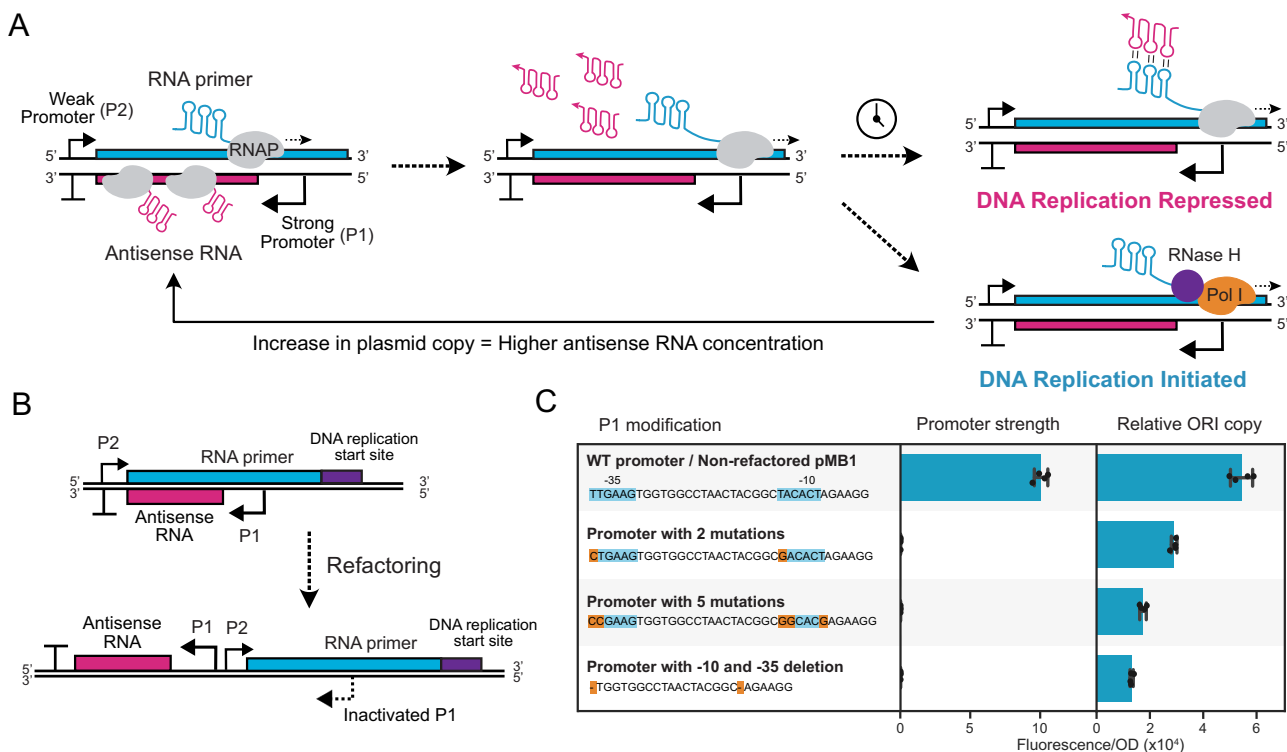 A
RNA primer
Weak
Promoter (P2)
RNAP
5'
3'
3'
5'
Strong
Promoter (P1)
Antisense RNA
5'
3'
3'
5'
5'
3'
3'
5'
DNA Replication Repressed
RNase H
Pol I
5'
3'
3'
5'
DNA Replication Initiated
Increase in plasmid copy = Higher antisense RNA concentration
B
P2
RNA primer
DNA replication
start site
5'
3'
3'
5'
Antisense
RNA
P1
Refactoring
Antisense
RNA
P1
P2
RNA primer
DNA replication
start site
5'
3'
3'
5'
Inactivated P1
C
P1 modification
Promoter strength
Relative ORI copy
WT promoter / Non-refactored pMB1
-35
-10
TTGAAGTGGTGGCCTAACTACGGCTACACTAGAAGG
Promoter with 2 mutations
CTGAAGTGGTGGCCTAACTACGGCGACACTAGAAGG
Promoter with 5 mutations
CCGAAGTGGTGGCCTAACTACGGCGGCACGAGAAGG
Promoter with -10 and -35 deletion
-TGGTGGCCTAACTACGGC-AGAAGG
0 5 10
0 2 4 6
Fluorescence/OD (x10⁴)